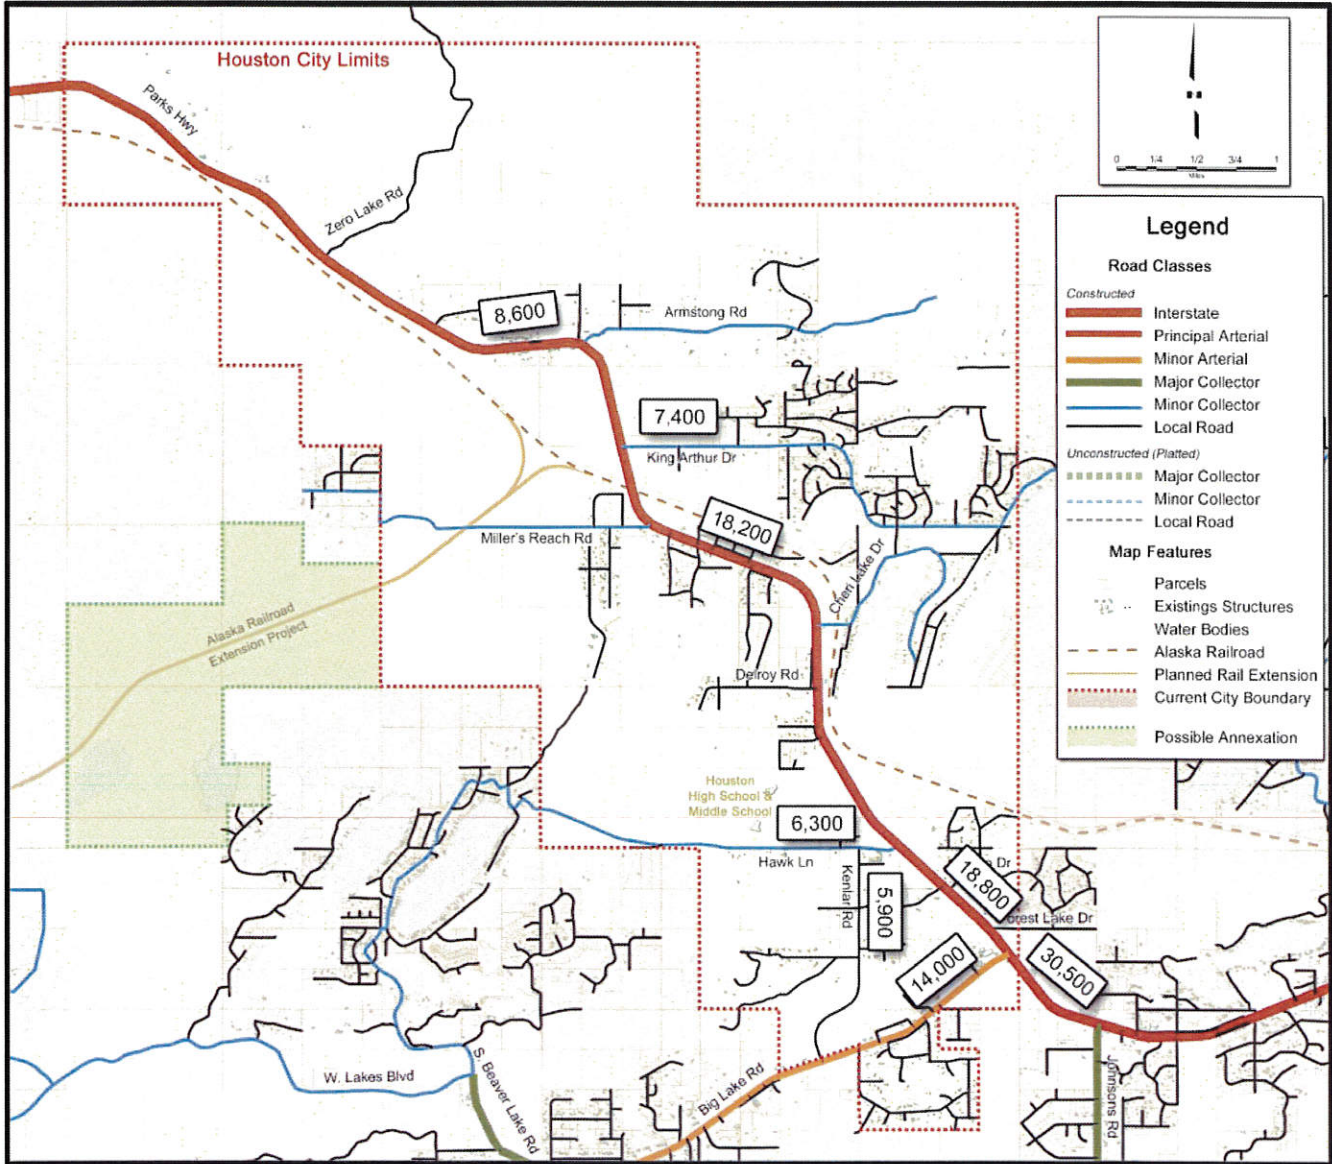 Houston City Limits
Parks Hwy
Zero Lake Rd
8,600
Armstong Rd
7,400
King Arthur Dr
18,200
Miller's Reach Rd
Cheri Lake Dr
Alaska Railroad
Extension Project
Delroy Rd
Houston
High School &
Middle School
6,300
Hawk Ln
Kenlar Rd
5,900
Dr
18,800
orest Lake Dr
14,000
30,500
W. Lakes Blvd
S. Beaver Lake Rd
Big Lake Rd
Johnsons Rd
0 1/4 1/2 3/4 1
Miles
Legend
Road Classes
Constructed
Interstate
Principal Arterial
Minor Arterial
Major Collector
Minor Collector
Local Road
Unconstructed (Platted)
Major Collector
Minor Collector
Local Road
Map Features
Parcels
Existings Structures
Water Bodies
Alaska Railroad
Planned Rail Extension
Current City Boundary
Possible Annexation